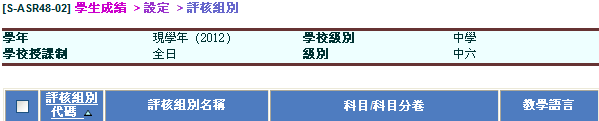 [S-ASR48-02] 學生成績 > 設定 > 評核組別
學年 現學年 (2012) 學校級別 中學
學校授課制 全日 級別 中六
評核組別代碼 評核組別名稱 科目/科目分卷 教學語言